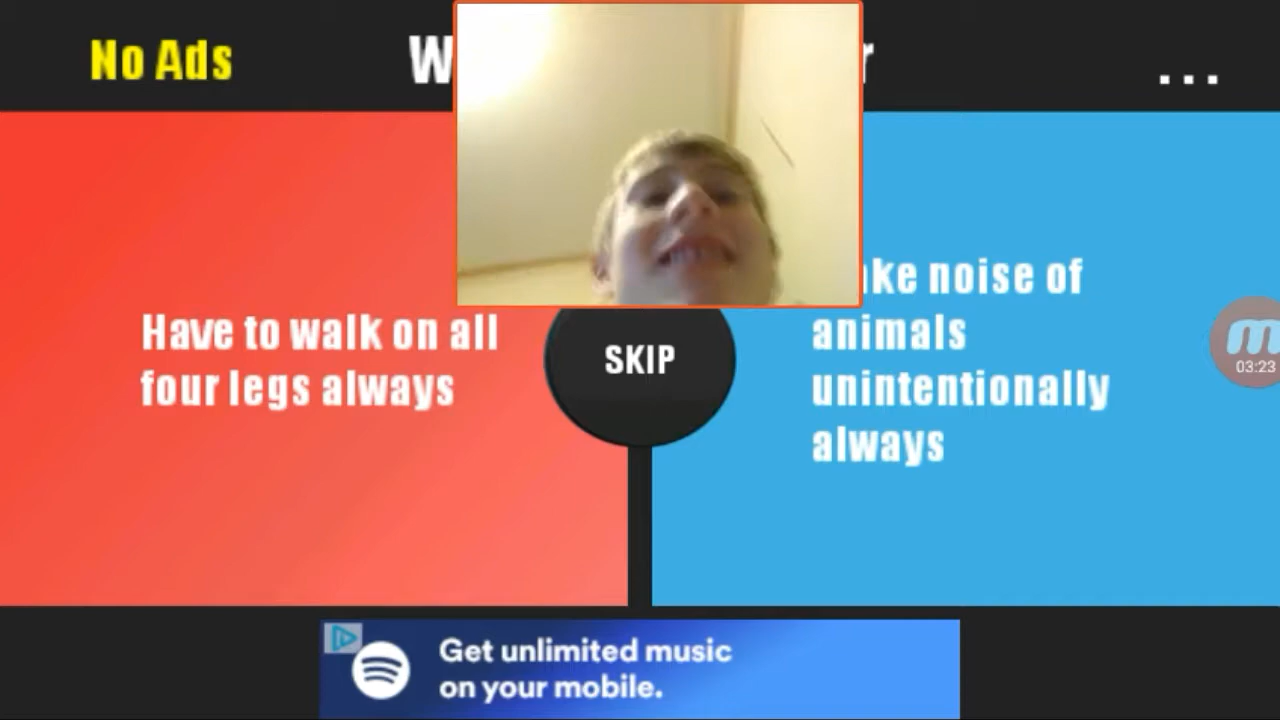 No Ads
...
Have to walk on all
four legs always
SKIP
noise of
animals
unintentionally
always
03:23
Get unlimited music
on your mobile.